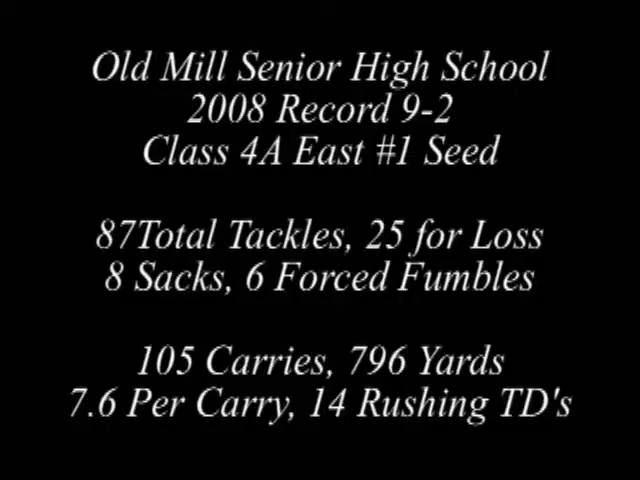 Old Mill Senior High School
2008 Record 9-2
Class 4A East #1 Seed
87Total Tackles, 25 for Loss
8 Sacks, 6 Forced Fumbles
105 Carries, 796 Yards
7.6 Per Carry, 14 Rushing TD's